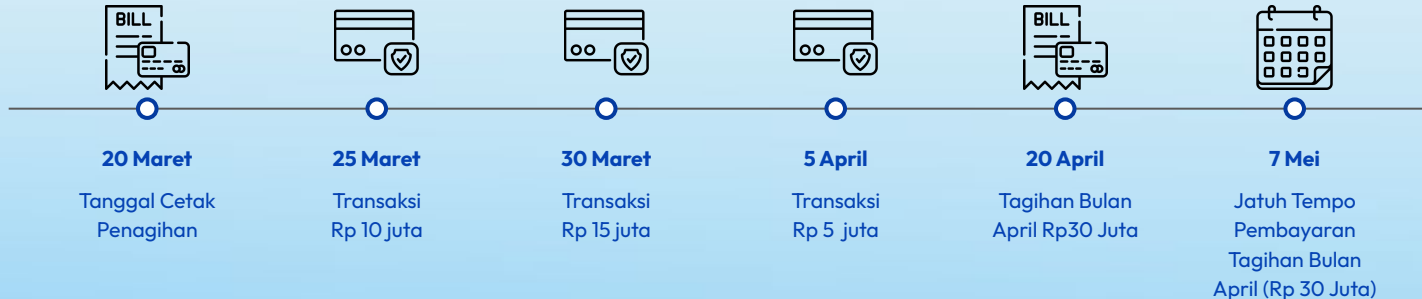 BILL
BILL
20 Maret
25 Maret
30 Maret
5 April
20 April
7 Mei
Tanggal Cetak
Penagihan
Transaksi
Rp 10 juta
Transaksi
Rp 15 juta
Transaksi
Rp 5 juta
Tagihan Bulan
April Rp30 Juta
Jatuh Tempo
Pembayaran
Tagihan Bulan
April (Rp 30 Juta)